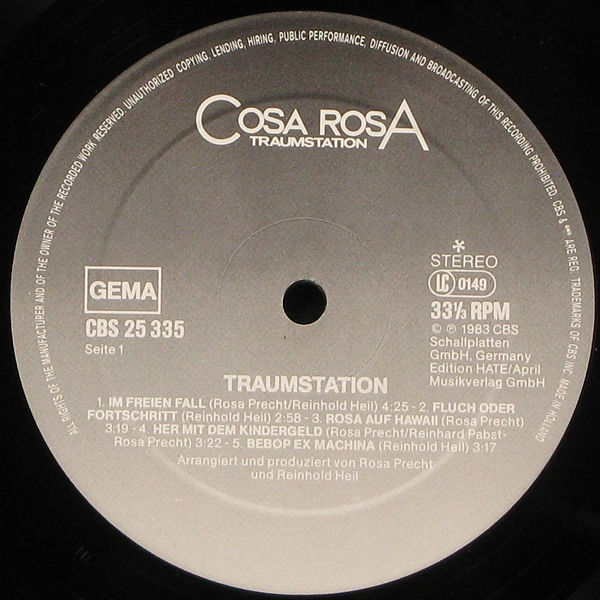 ALL RIGHTS OF THE MANUFACTURER AND OF THE OWNER OF THE RECORDED WORK RESERVED. UNAUTHORIZED COPYING, LENDING, HIRING, PUBLIC PERFORMANCE, DIFFUSION AND BROADCASTING OF THIS RECORDING PROHIBITED. CBS & ARE REG. TRADEMARKS OF CBS INC. MADE IN HOLLAND
COSA ROSA
TRAUMSTATION
GEMA
CBS 25 335
Seite 1
*
STEREO
LC 0149
33⅓ RPM
© ℗ 1983 CBS
Schallplatten
GmbH, Germany
Edition HATE/April
Musikverlag GmbH
TRAUMSTATION
1. IM FREIEN FALL (Rosa Precht/Reinhold Heil) 4:25 - 2. FLUCH ODER
FORTSCHRITT (Reinhold Heil) 2:58 - 3. ROSA AUF HAWAII (Rosa Precht)
3:19 - 4. HER MIT DEM KINDERGELD (Rosa Precht/Reinhard Pabst-
Rosa Precht) 3:22 - 5. BEBOP EX MACHINA (Reinhold Heil) 3:17
Arrangiert und produziert von Rosa Precht
und Reinhold Heil